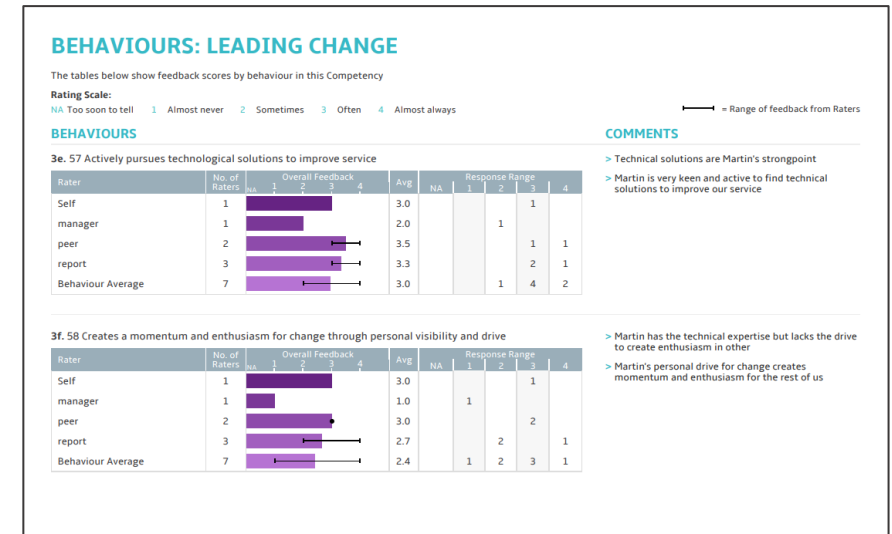 BEHAVIOURS: LEADING CHANGE
The tables below show feedback scores by behaviour in this Competency
Rating Scale:
NA Too soon to tell 1 Almost never 2 Sometimes 3 Often 4 Almost always
= Range of feedback from Raters
BEHAVIOURS
COMMENTS
3e. 57 Actively pursues technological solutions to improve service
Rater No. of Raters Overall Feedback NA 1 2 3 4 Avg Response Range NA 1 2 3 4
Self 1 3.0 1
manager 1 2.0 1
peer 2 3.5 1 1
report 3 3.3 2 1
Behaviour Average 7 3.0 1 4 2
> Technical solutions are Martin's strongpoint
> Martin is very keen and active to find technical
solutions to improve our service
3f. 58 Creates a momentum and enthusiasm for change through personal visibility and drive
Rater No. of Raters Overall Feedback NA 1 2 3 4 Avg Response Range NA 1 2 3 4
Self 1 3.0 1
manager 1 1.0 1
peer 2 3.0 2
report 3 2.7 2 1
Behaviour Average 7 2.4 1 2 3 1
> Martin has the technical expertise but lacks the drive
to create enthusiasm in other
> Martin's personal drive for change creates
momentum and enthusiasm for the rest of us